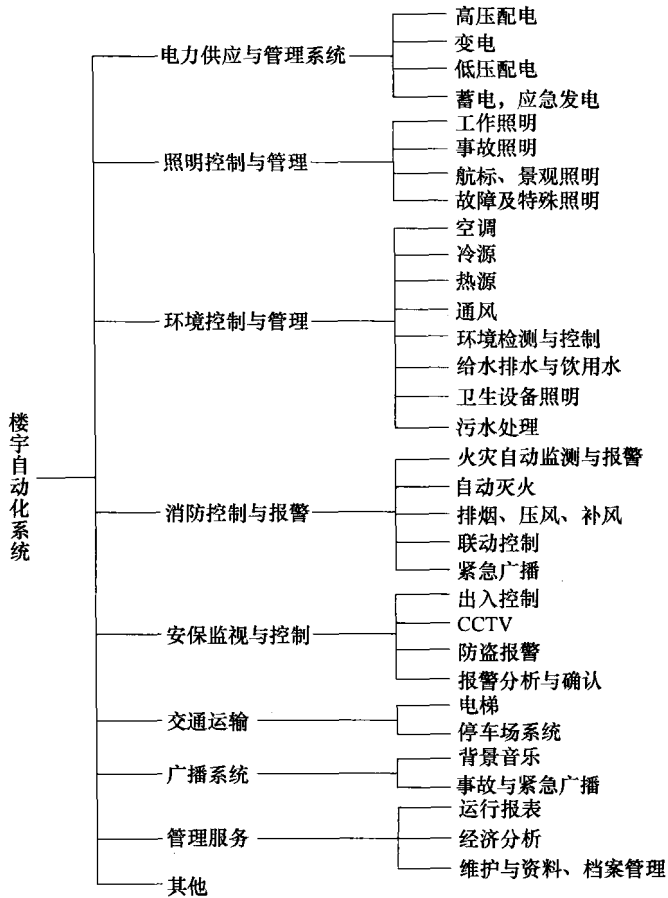 楼宇自动化系统
电力供应与管理系统
高压配电
变电
低压配电
蓄电，应急发电
照明控制与管理
工作照明
事故照明
航标、景观照明
故障及特殊照明
环境控制与管理
空调
冷源
热源
通风
环境检测与控制
给水排水与饮用水
卫生设备照明
污水处理
消防控制与报警
火灾自动监测与报警
自动灭火
排烟、压风、补风
联动控制
紧急广播
安保监视与控制
出入控制
CCTV
防盗报警
报警分析与确认
交通运输
电梯
停车场系统
广播系统
背景音乐
事故与紧急广播
管理服务
运行报表
经济分析
维护与资料、档案管理
其他